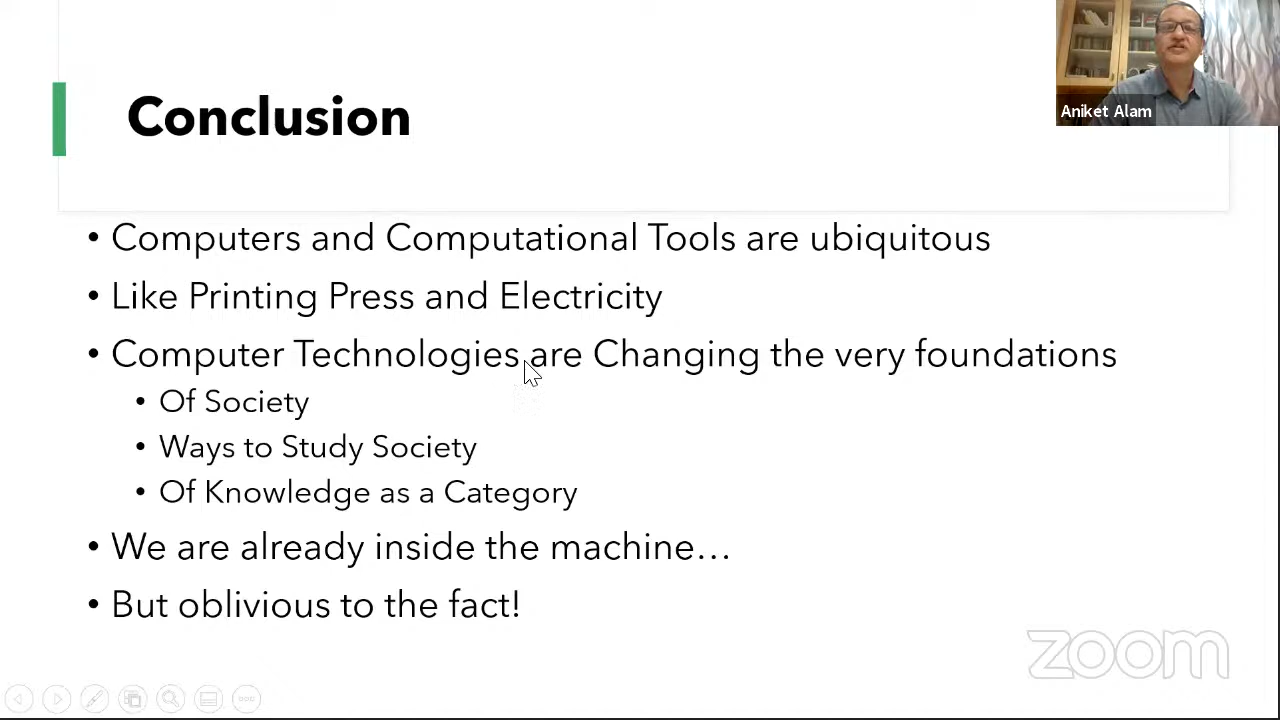 Conclusion
Aniket Alam
• Computers and Computational Tools are ubiquitous
• Like Printing Press and Electricity
• Computer Technologies are Changing the very foundations
• Of Society
• Ways to Study Society
• Of Knowledge as a Category
• We are already inside the machine…
• But oblivious to the fact!
zoom